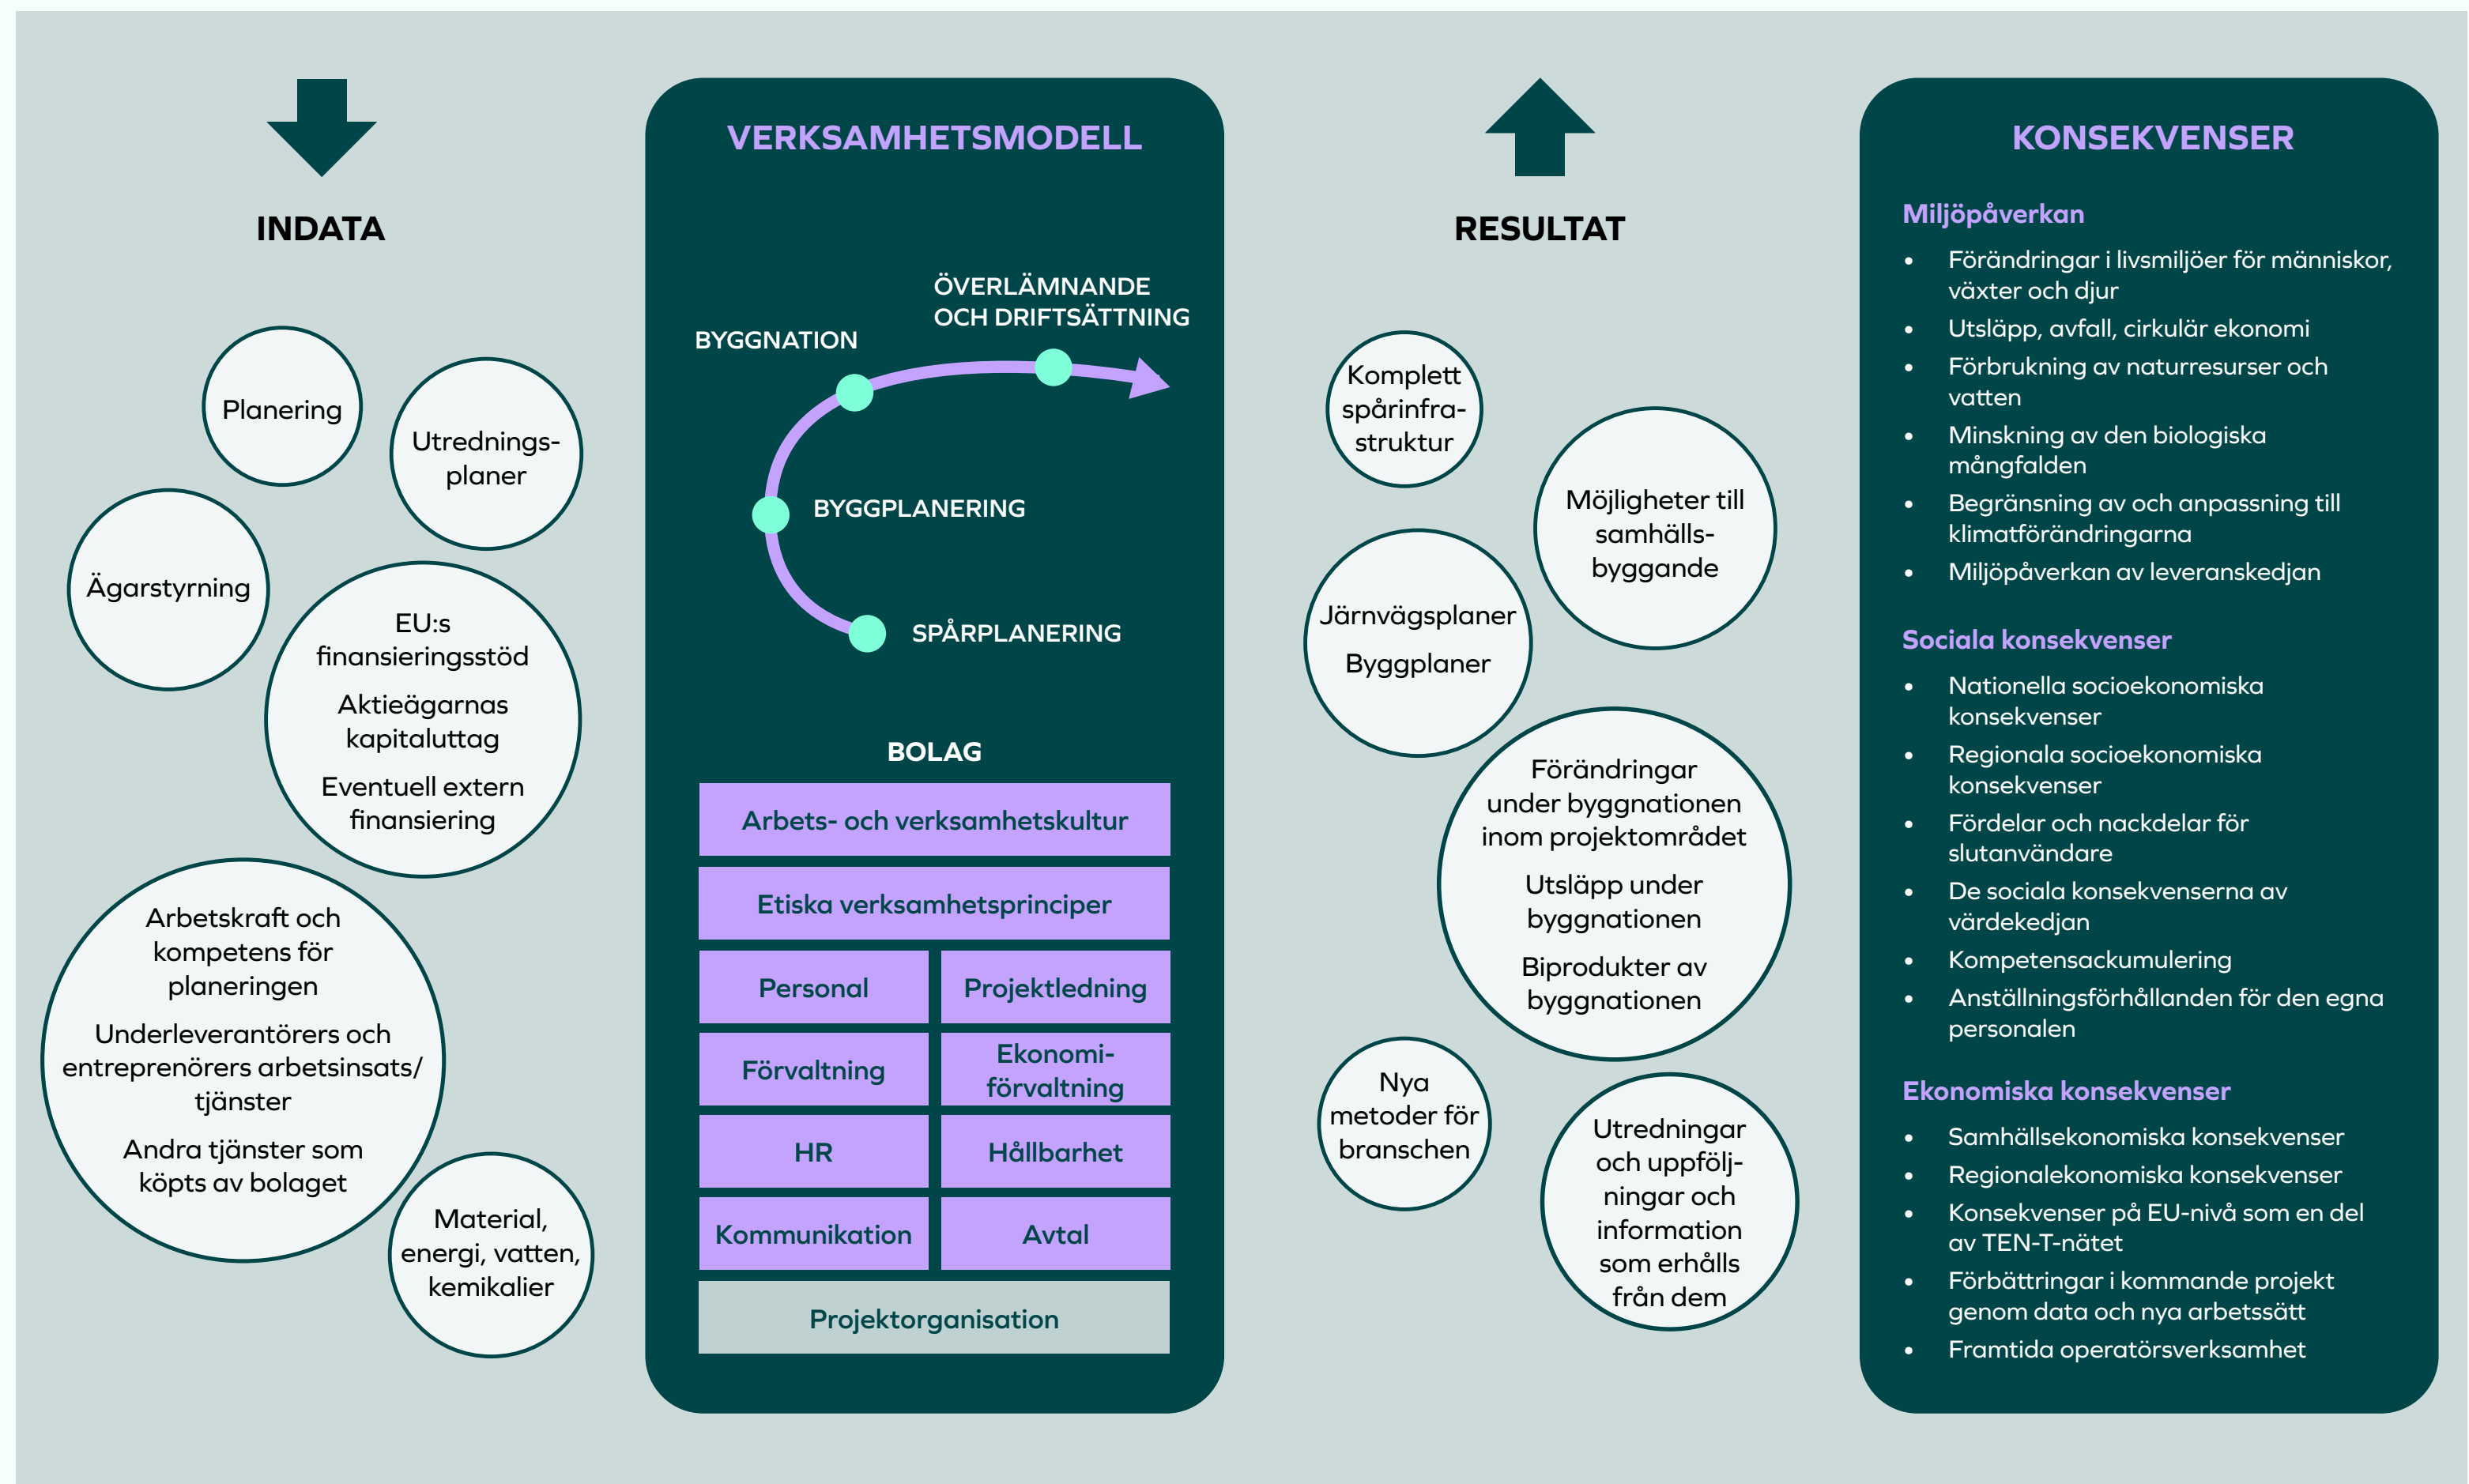 INDATA
Planering
Utrednings-
planer
Ägarstyrning
EU:s
finansieringsstöd
Aktieägarnas
kapitaluttag
Eventuell extern
finansiering
Arbetskraft och
kompetens för
planeringen
Underleverantörers och
entreprenörers arbetsinsats/
tjänster
Andra tjänster som
köpts av bolaget
Material,
energi, vatten,
kemikalier
VERKSAMHETSMODELL
ÖVERLÄMNANDE
OCH DRIFTSÄTTNING
BYGGNATION
BYGGPLANERING
SPÅRPLANERING
BOLAG
Arbets- och verksamhetskultur
Etiska verksamhetsprinciper
Personal
Projektledning
Förvaltning
Ekonomi-
förvaltning
HR
Hållbarhet
Kommunikation
Avtal
Projektorganisation
RESULTAT
Komplett
spårinfra-
struktur
Möjligheter till
samhälls-
byggande
Järnvägsplaner
Byggplaner
Förändringar
under byggnationen
inom projektområdet
Utsläpp under
byggnationen
Biprodukter av
byggnationen
Nya
metoder för
branschen
Utredningar
och uppfölj-
ningar och
information
som erhålls
från dem
KONSEKVENSER
Miljöpåverkan
• Förändringar i livsmiljöer för människor,
växter och djur
• Utsläpp, avfall, cirkulär ekonomi
• Förbrukning av naturresurser och
vatten
• Minskning av den biologiska
mångfalden
• Begränsning av och anpassning till
klimatförändringarna
• Miljöpåverkan av leveranskedjan
Sociala konsekvenser
• Nationella socioekonomiska
konsekvenser
• Regionala socioekonomiska
konsekvenser
• Fördelar och nackdelar för
slutanvändare
• De sociala konsekvenserna av
värdekedjan
• Kompetensackumulering
• Anställningsförhållanden för den egna
personalen
Ekonomiska konsekvenser
• Samhällsekonomiska konsekvenser
• Regionalekonomiska konsekvenser
• Konsekvenser på EU-nivå som en del
av TEN-T-nätet
• Förbättringar i kommande projekt
genom data och nya arbetssätt
• Framtida operatörsverksamhet